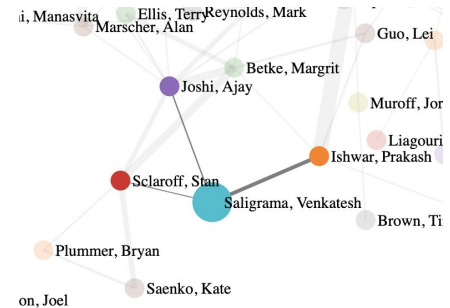 i, Manasvita
Ellis, Terry
Reynolds, Mark
Marscher, Alan
Guo, Lei
Betke, Margrit
Joshi, Ajay
Muroff, Jor
Liagouri
Ishwar, Prakash
Sclaroff, Stan
Saligrama, Venkatesh
Brown, Ti
Plummer, Bryan
Saenko, Kate
on, Joel